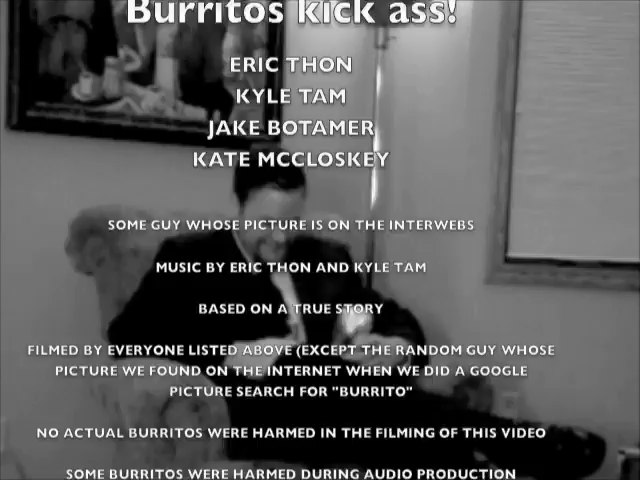 Burritos kick ass!
ERIC THON
KYLE TAM
JAKE BOTAMER
KATE MCCLOSKEY
SOME GUY WHOSE PICTURE IS ON THE INTERWEBS
MUSIC BY ERIC THON AND KYLE TAM
BASED ON A TRUE STORY
FILMED BY EVERYONE LISTED ABOVE (EXCEPT THE RANDOM GUY WHOSE
PICTURE WE FOUND ON THE INTERNET WHEN WE DID A GOOGLE
PICTURE SEARCH FOR "BURRITO"
NO ACTUAL BURRITOS WERE HARMED IN THE FILMING OF THIS VIDEO
SOME BURRITOS WERE HARMED DURING AUDIO PRODUCTION